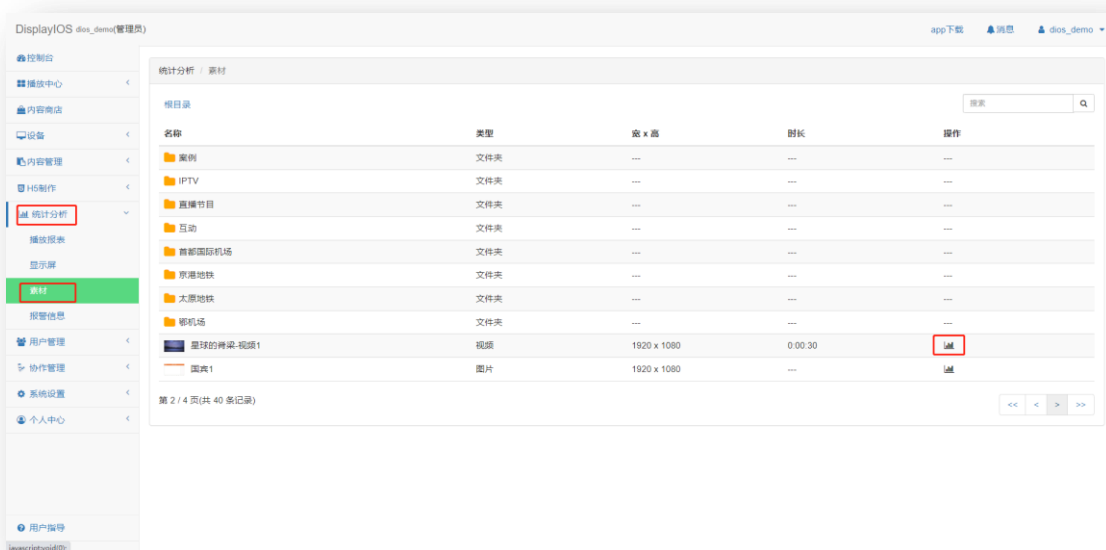 DisplayIOS dios_demo(管理员)
app下载 消息 dios_demo
控制台
播放中心
内容商店
设备
内容管理
H5制作
统计分析
播放报表
显示屏
素材
报警信息
用户管理
协作管理
系统设置
个人中心
用户指导
javascript:void(0);
统计分析 / 素材
根目录 搜索
名称 类型 宽 x 高 时长 操作
案例 文件夹 --- --- ---
IPTV 文件夹 --- --- ---
直播节目 文件夹 --- --- ---
互动 文件夹 --- --- ---
首都国际机场 文件夹 --- --- ---
京港地铁 文件夹 --- --- ---
太原地铁 文件夹 --- --- ---
鄂机场 文件夹 --- --- ---
星球的脊梁-视频1 视频 1920 x 1080 0:00:30
国宾1 图片 1920 x 1080 ---
第 2 / 4 页(共 40 条记录) << < > >>